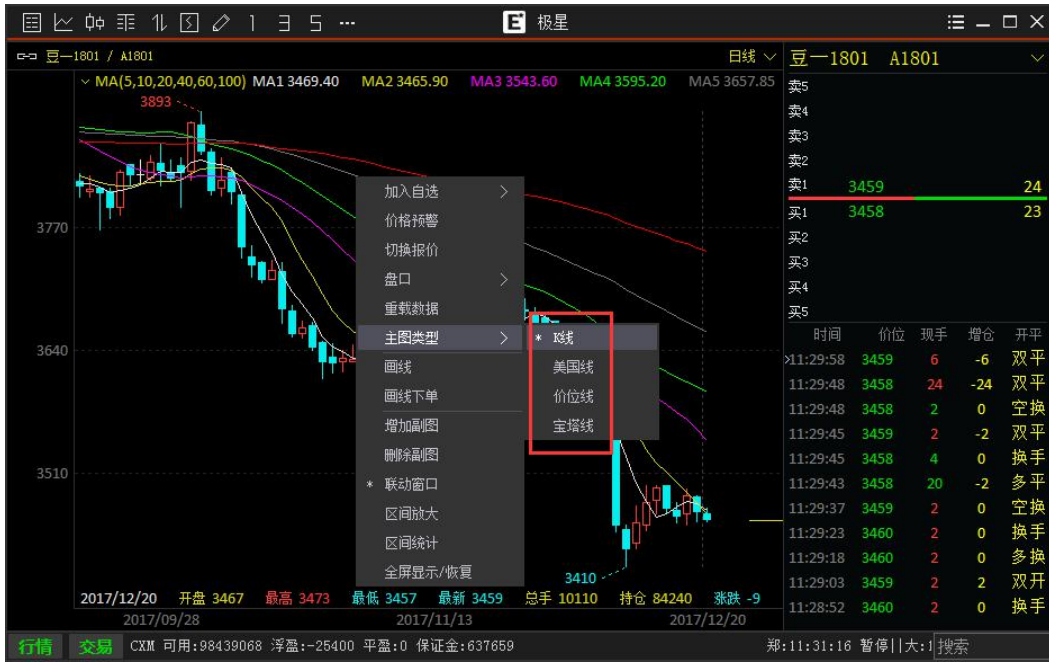 1 3 5 ...
E 极星
豆一1801 / A1801 日线
MA(5,10,20,40,60,100) MA1 3469.40 MA2 3465.90 MA3 3543.60 MA4 3595.20 MA5 3657.85
3893
3770
3640
3510
3410
加入自选
价格预警
切换报价
盘口
重载数据
主图类型
画线
画线下单
增加副图
删除副图
* 联动窗口
区间放大
区间统计
全屏显示/恢复
* K线
美国线
价位线
宝塔线
2017/12/20 开盘 3467 最高 3473 最低 3457 最新 3459 总手 10110 持仓 84240 涨跌 -9
2017/09/28 2017/11/13 2017/12/20
豆一1801 A1801
卖5
卖4
卖3
卖2
卖1 3459 24
买1 3458 23
买2
买3
买4
买5
时间 价位 现手 增仓 开平
>11:29:58 3459 6 -6 双平
11:29:48 3458 24 -24 双平
11:29:48 3458 2 0 空换
11:29:45 3459 2 -2 双平
11:29:45 3458 4 0 换手
11:29:43 3458 20 -2 多平
11:29:37 3459 2 0 空换
11:29:23 3460 2 0 换手
11:29:18 3460 2 0 多换
11:29:03 3459 2 2 双开
11:28:52 3460 2 0 换手
行情 交易 CXM 可用:98439068 浮盈:-25400 平盈:0 保证金:637659 郑:11:31:16 暂停||大:1 搜索